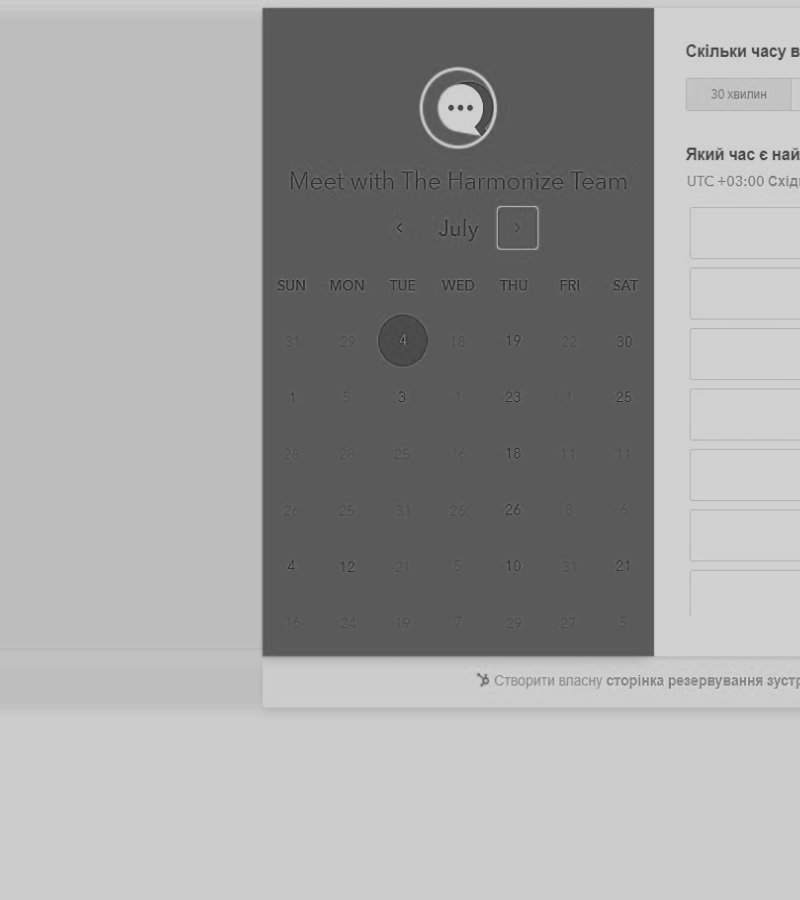 Скільки часу в
30 хвилин
Meet with The Harmonize Team
Який час є най
UTC +03:00 Східн
July
SUN MON TUE WED THU FRI SAT
31 29 4 18 19 22 30
1 5 3 1 23 1 25
28 28 25 16 18 11 11
26 25 31 26 26 8 6
4 12 21 5 10 31 21
16 24 19 7 29 27 5
Створити власну сторінка резервування зустр